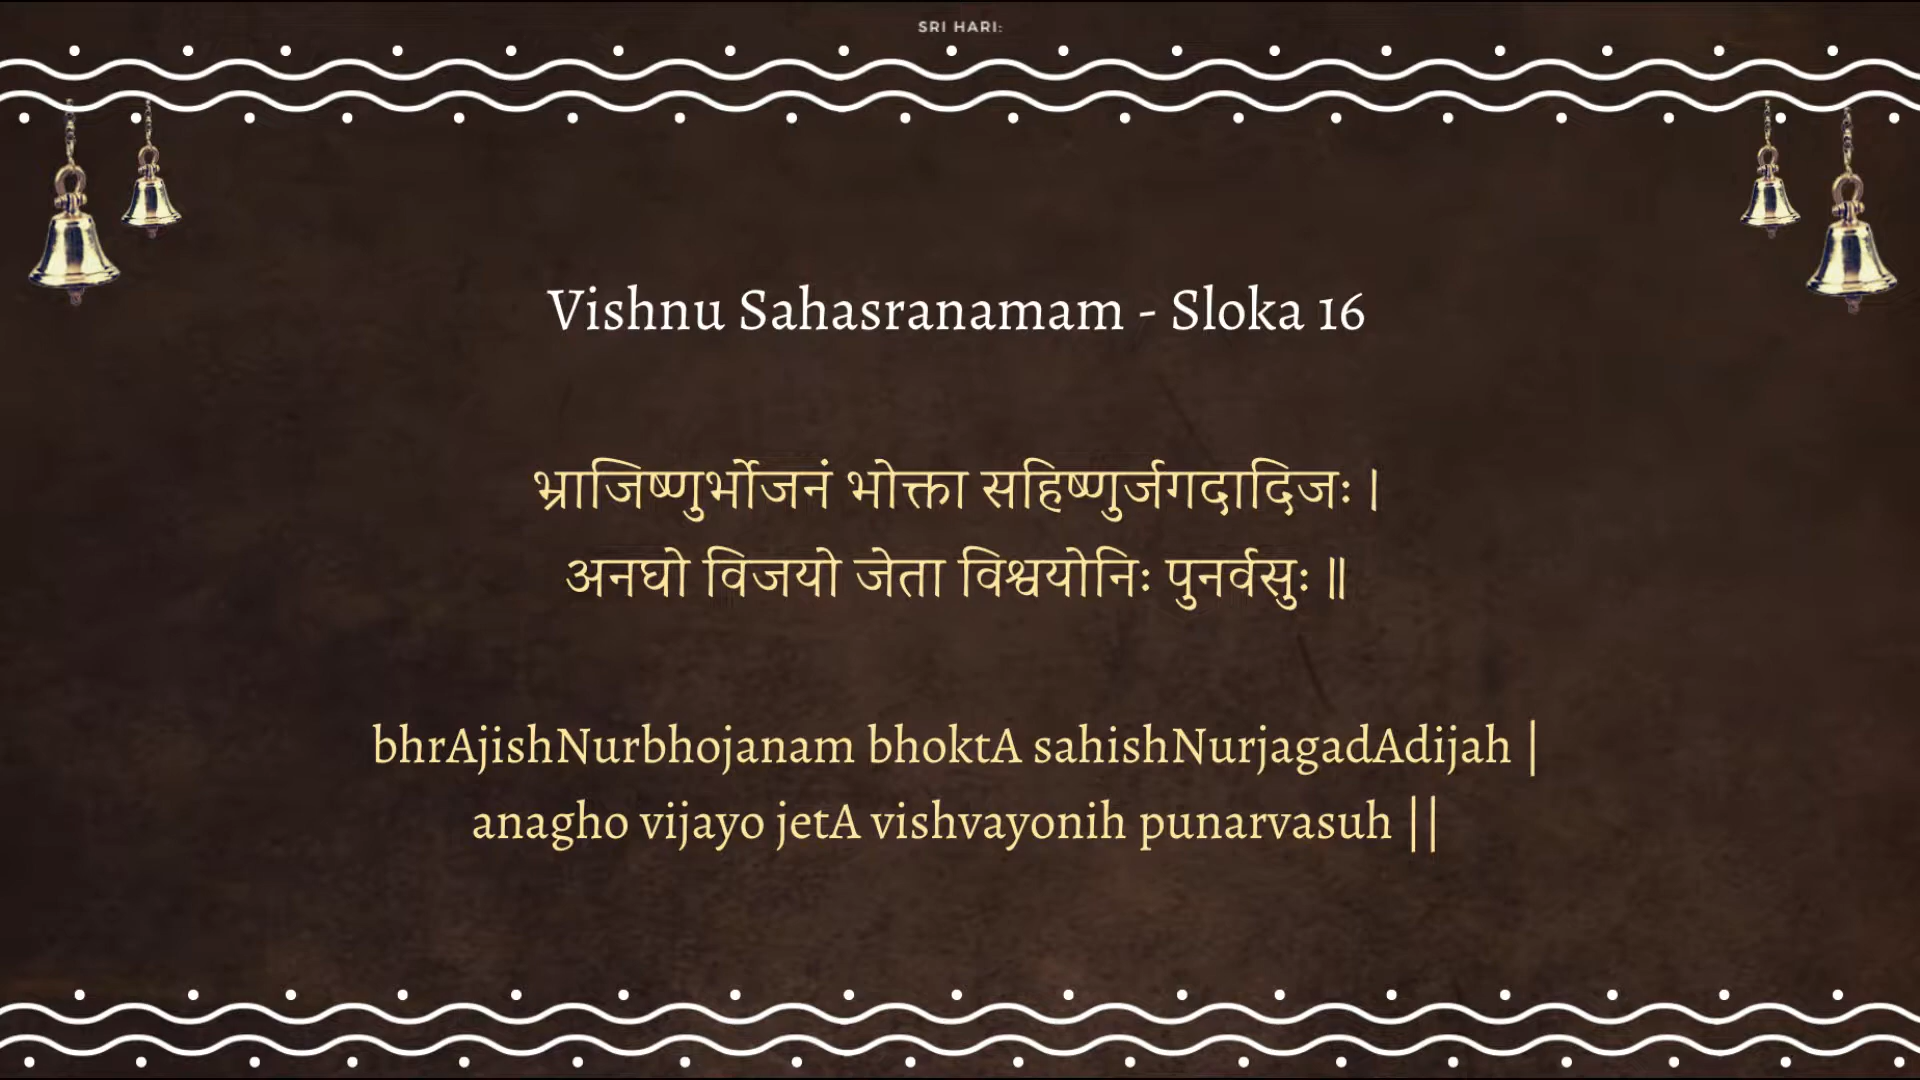 SRI HARI:
Vishnu Sahasranamam - Sloka 16
भ्राजिष्णुर्भोजनं भोक्ता सहिष्णुर्जगदादिजः |
अनघो विजयो जेता विश्वयोनिः पुनर्वसुः ||
bhrAjishNurbhojanam bhoktA sahishNurjagadAdijah |
anagho vijayo jetA vishvayonih punarvasuh ||